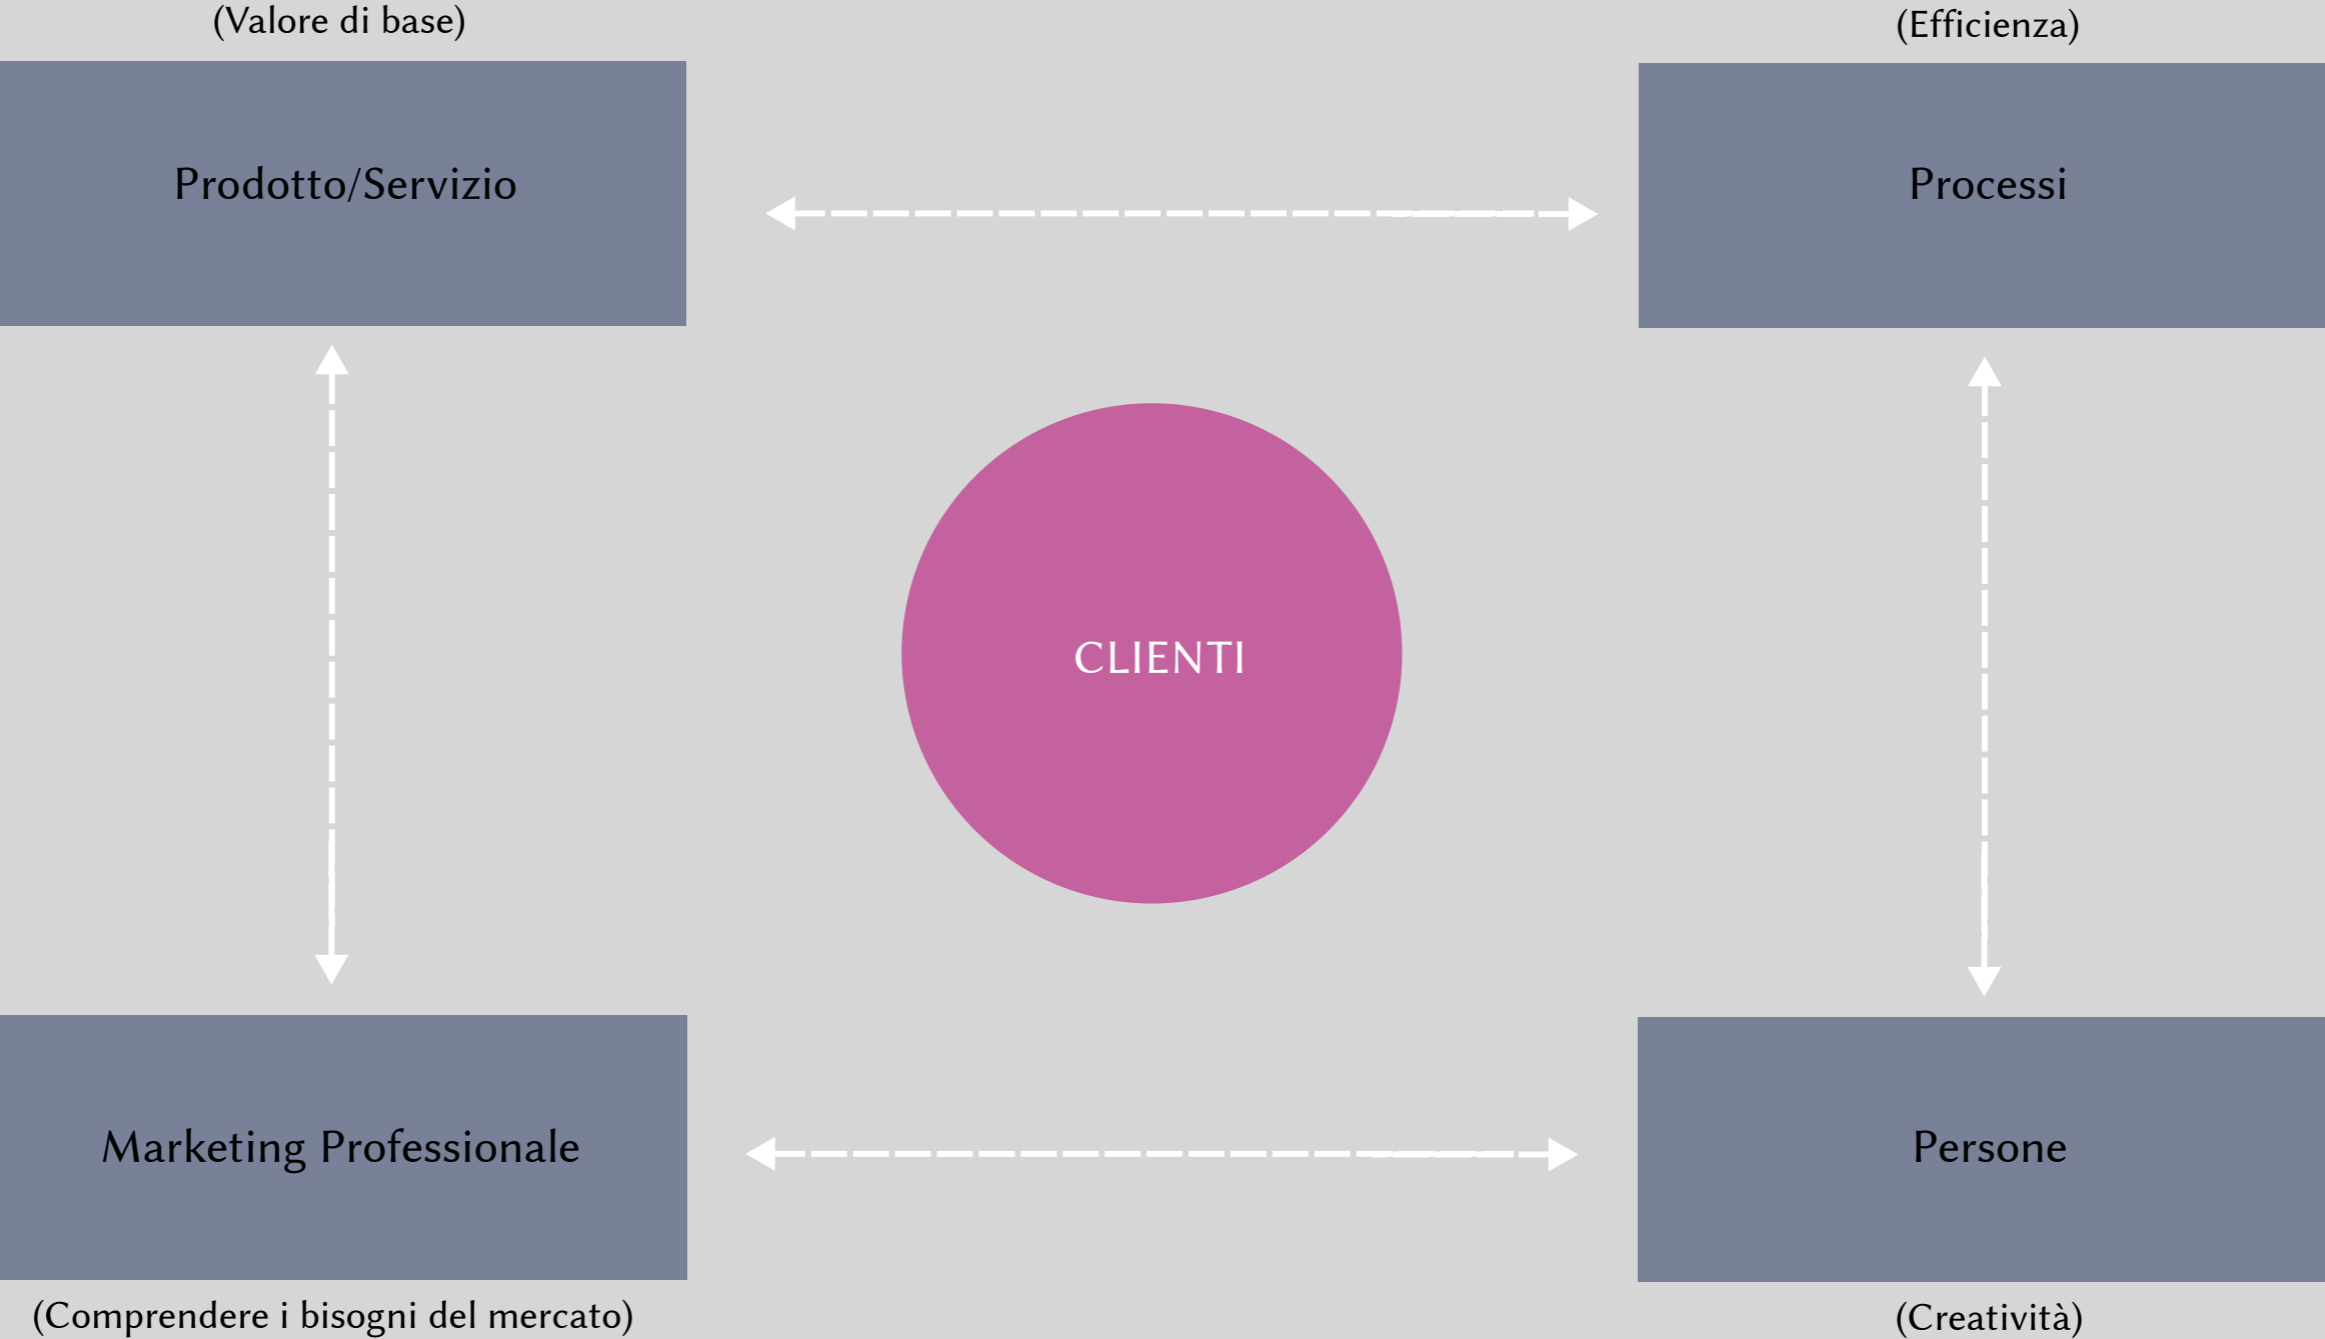 (Valore di base)
(Efficienza)
Prodotto/Servizio
Processi
CLIENTI
Marketing Professionale
Persone
(Comprendere i bisogni del mercato)
(Creatività)